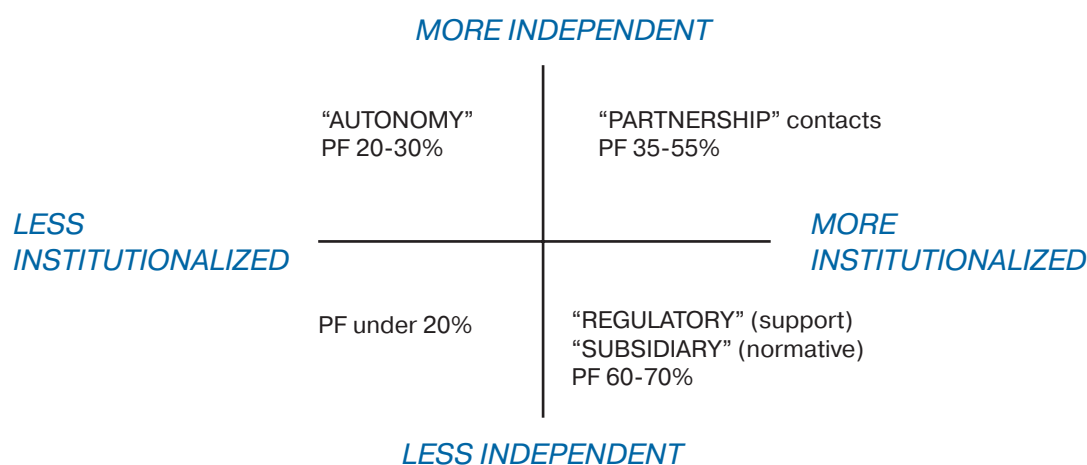 MORE INDEPENDENT
“AUTONOMY”
PF 20-30%
“PARTNERSHIP” contacts
PF 35-55%
LESS
INSTITUTIONALIZED
MORE
INSTITUTIONALIZED
PF under 20%
“REGULATORY” (support)
“SUBSIDIARY” (normative)
PF 60-70%
LESS INDEPENDENT